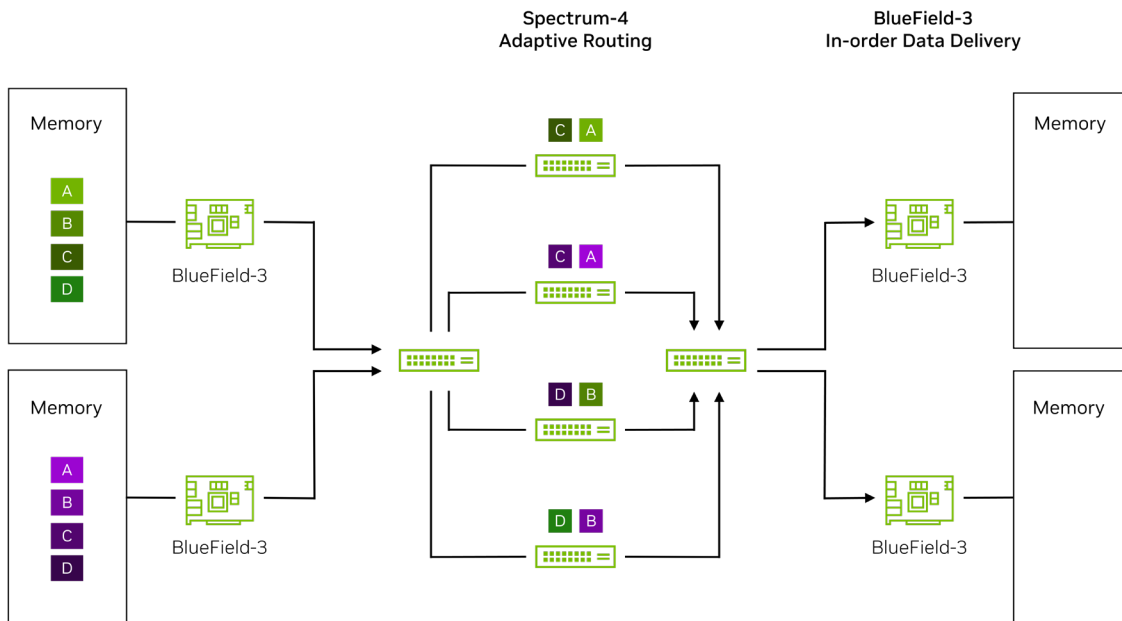 Spectrum-4
Adaptive Routing
BlueField-3
In-order Data Delivery
Memory
A
B
C
D
BlueField-3
Memory
A
B
C
D
BlueField-3
C A
C A
D B
D B
BlueField-3
Memory
BlueField-3
Memory